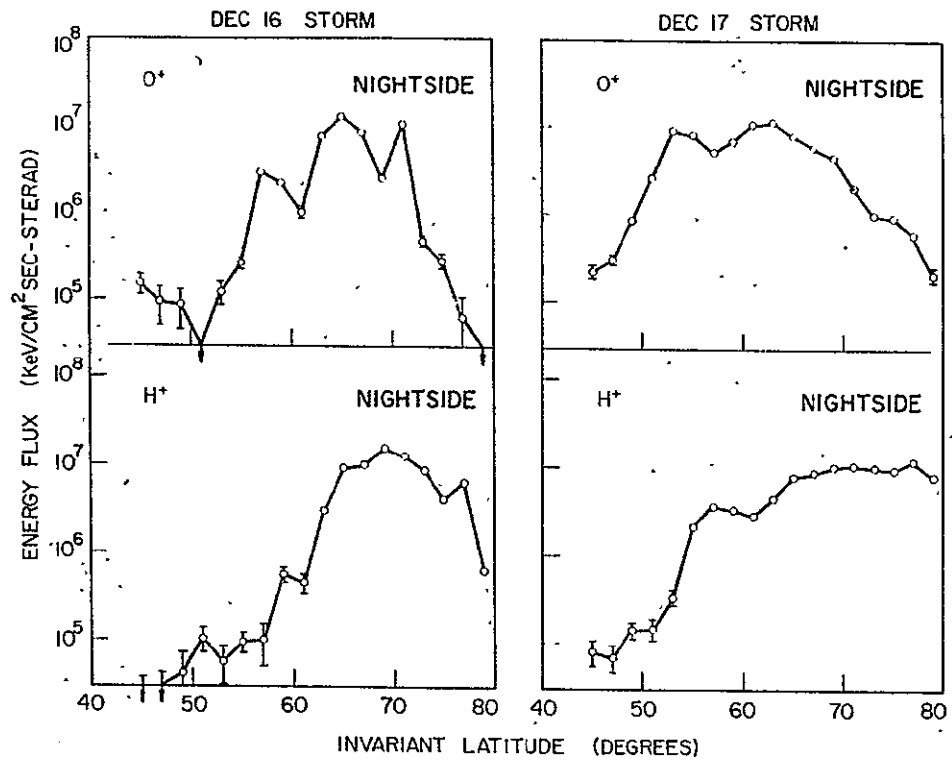 DEC 16 STORM
DEC 17 STORM
10⁸
O⁺
NIGHTSIDE
10⁷
10⁶
10⁵
O⁺
NIGHTSIDE
10⁸
H⁺
NIGHTSIDE
10⁷
10⁶
10⁵
H⁺
NIGHTSIDE
ENERGY FLUX (KeV/CM² SEC-STERAD)
40 50 60 70 80
40 50 60 70 80
INVARIANT LATITUDE (DEGREES)